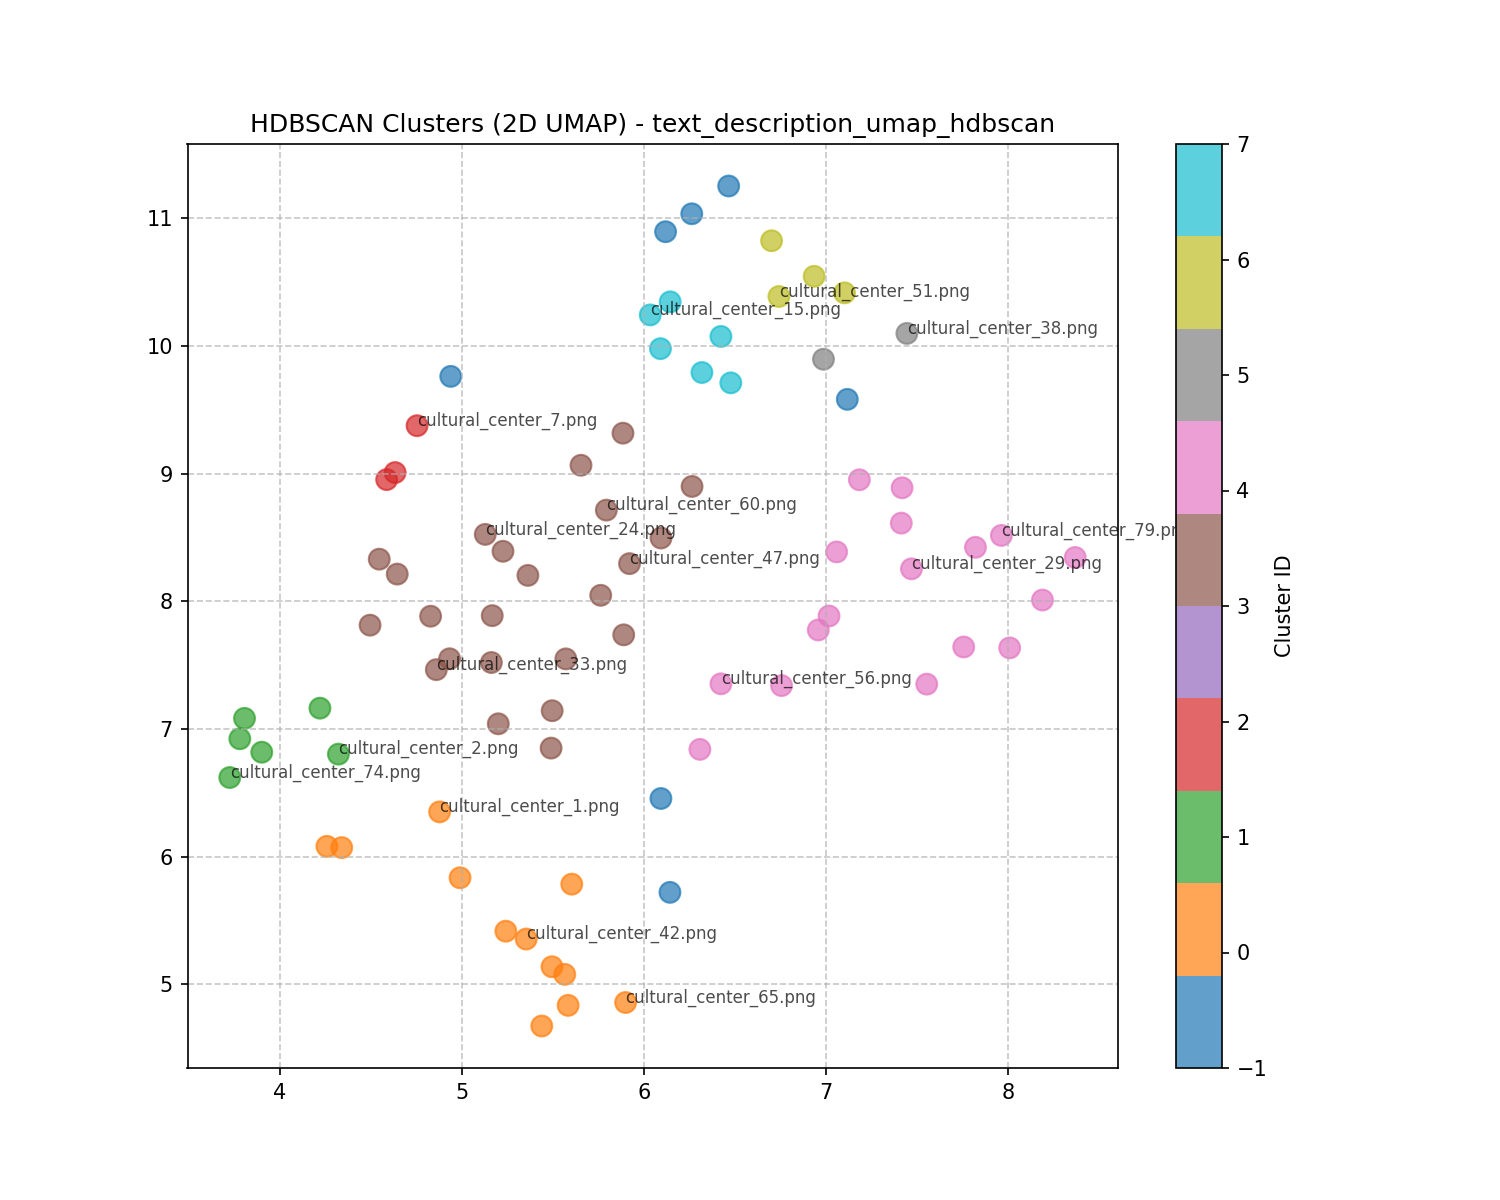 HDBSCAN Clusters (2D UMAP) - text_description_umap_hdbscan
11
10
9
8
7
6
5
4
5
6
7
8
cultural_center_51.png
cultural_center_15.png
cultural_center_38.png
cultural_center_7.png
cultural_center_60.png
cultural_center_24.png
cultural_center_79.pr
cultural_center_47.png
cultural_center_29.png
cultural_center_33.png
cultural_center_56.png
cultural_center_2.png
cultural_center_74.png
cultural_center_1.png
cultural_center_42.png
cultural_center_65.png
7
6
5
4
3
2
1
0
−1
Cluster ID